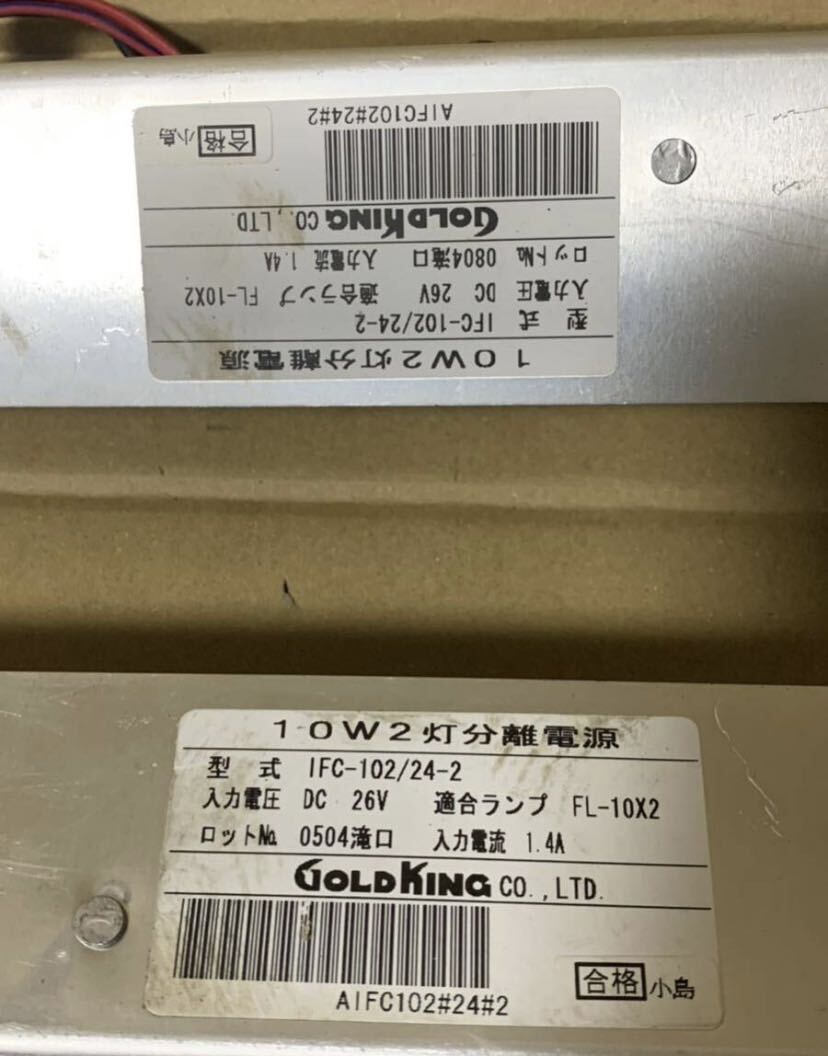 10W2灯分離電源
型 式 IFC-102/24-2
入力電圧 DC 26V 適合ランプ FL-10X2
ロット№ 0804滝口 入力電流 1.4A
GOLDKING CO.,LTD.
AIFC102#24#2
合格 小島
10W2灯分離電源
型 式 IFC-102/24-2
入力電圧 DC 26V 適合ランプ FL-10X2
ロット№ 0504滝口 入力電流 1.4A
GOLDKING CO.,LTD.
AIFC102#24#2
合格 小島